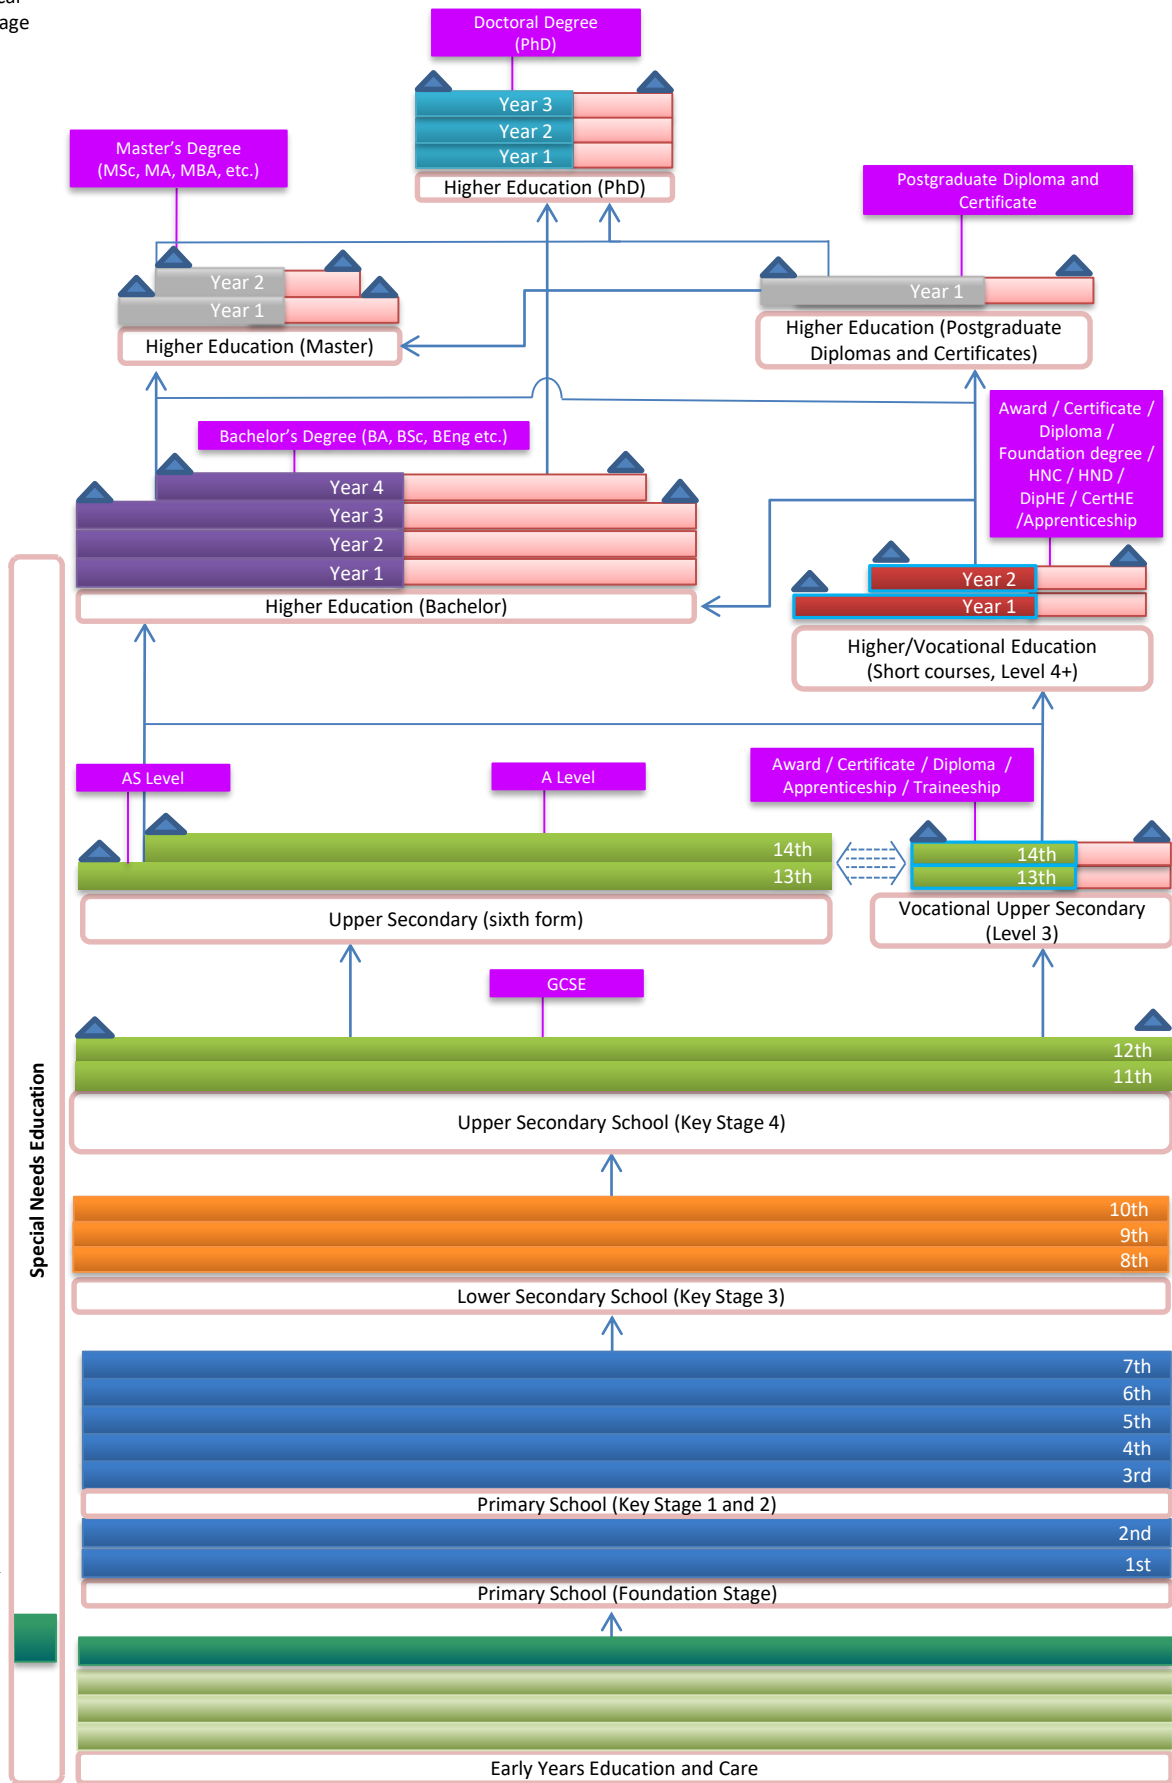 Doctoral Degree
(PhD)
Year 3
Year 2
Year 1
Higher Education (PhD)
Master's Degree
(MSc, MA, MBA, etc.)
Postgraduate Diploma and
Certificate
Year 2
Year 1
Higher Education (Master)
Year 1
Higher Education (Postgraduate
Diplomas and Certificates)
Bachelor's Degree (BA, BSc, BEng etc.)
Year 4
Year 3
Year 2
Year 1
Higher Education (Bachelor)
Award / Certificate /
Diploma /
Foundation degree /
HNC / HND /
DipHE / CertHE
/Apprenticeship
Year 2
Year 1
Higher/Vocational Education
(Short courses, Level 4+)
AS Level
A Level
Award / Certificate / Diploma /
Apprenticeship / Traineeship
14th
13th
Upper Secondary (sixth form)
14th
13th
Vocational Upper Secondary
(Level 3)
GCSE
12th
11th
Upper Secondary School (Key Stage 4)
Special Needs Education
10th
9th
8th
Lower Secondary School (Key Stage 3)
7th
6th
5th
4th
3rd
Primary School (Key Stage 1 and 2)
2nd
1st
Primary School (Foundation Stage)
Early Years Education and Care